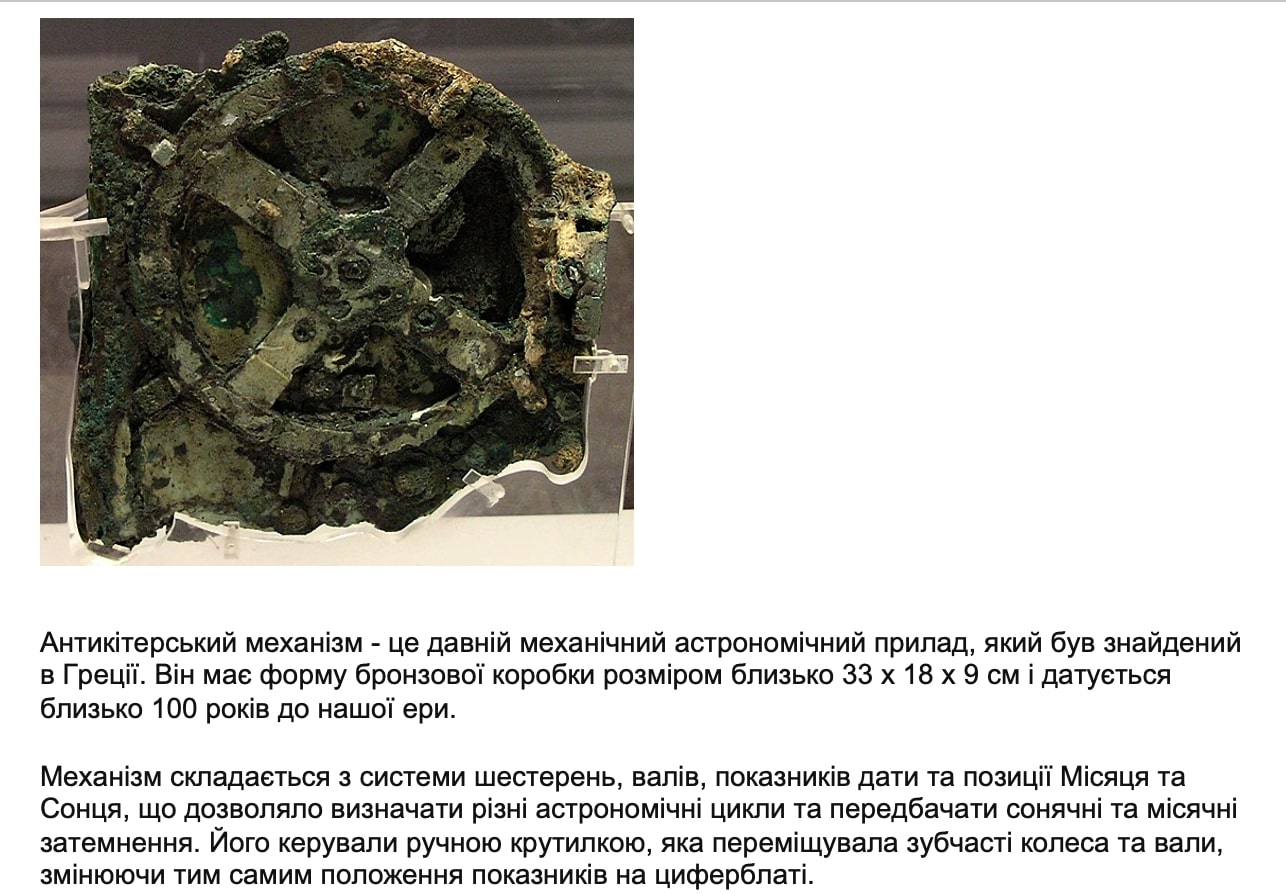 Антикітерський механізм - це давній механічний астрономічний прилад, який був знайдений
в Греції. Він має форму бронзової коробки розміром близько 33 x 18 x 9 см і датується
близько 100 років до нашої ери.
Механізм складається з системи шестерень, валів, показників дати та позиції Місяця та
Сонця, що дозволяло визначати різні астрономічні цикли та передбачати сонячні та місячні
затемнення. Його керували ручною крутилкою, яка переміщувала зубчасті колеса та вали,
змінюючи тим самим положення показників на циферблаті.